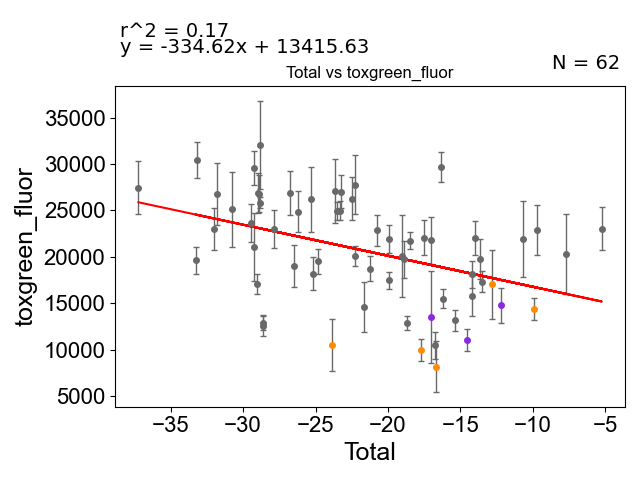 r^2 = 0.17
y = -334.62x + 13415.63
N = 62
Total vs toxgreen_fluor
35000
30000
25000
20000
15000
10000
5000
toxgreen_fluor
−35
−30
−25
−20
−15
−10
−5
Total